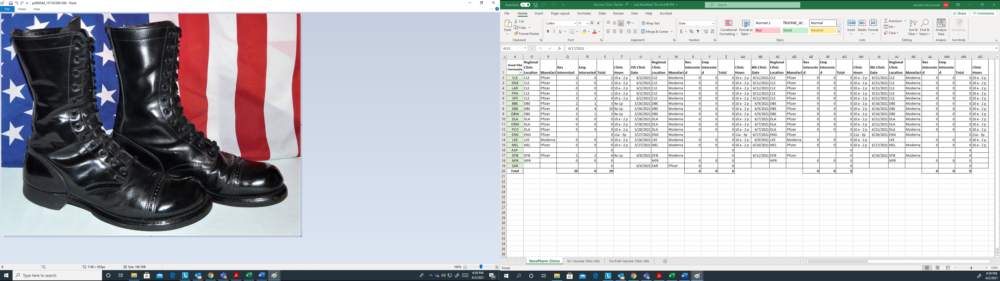 p2600584_1571025061289 - Paint
File Home View
1149 × 855px Size: 166.7KB 100%
Type here to search
6:59 PM
6/2/2021
20
AutoSave On Vaccine Clinic Tracker - Last Modified: Thu at 4:46 PM Search Jennifer McConnell JM
File Home Insert Page Layout Formulas Data Review View Help Acrobat Share Comments
Paste Cut Copy Format Painter Clipboard
Calibri 11 B I U Font
Wrap Text Merge & Center Alignment
Date $ % Number
Conditional Formatting Format as Table Normal 2 Normal_ac... Normal Bad Good Neutral Styles
Insert Delete Format Cells
AutoSum Fill Clear Sort & Filter Find & Select Editing
Analyze Data Analysis Sensitivity Sensitivity
AI15 fx 6/17/2021
A O P Q R S T U V W X Y Z AA AB AC AD AE AF AG AH AI AJ AK AL AM AN AO
1 Grand Villa Community Regional Clinic Location Manufact Res Interested Emp Interested Total Clinic Hours 7th Clinic Date Regional Clinic Location Manufact Res Interested Emp Interested Total Clinic Hours 8th Clinic Date Regional Clinic Location Manufact Res Interested Emp Interested Total Clinic Hours 9th Clinic Date Regional Clinic Location Manufact Res Interested Emp Interested Total Clinic Hours
2 CLE CLE Pfizer 2 0 2 10 a - 2 p 6/2/2021 CLE Moderna 0 0 0 10 a - 2 p 6/11/2021 CLE Pfizer 0 0 0 10 a - 2 p 6/21/2021 CLE Moderna 0 0 0 10 a - 2 p
3 DNE CLE Pfizer 2 0 2 10 a - 2 p 6/2/2021 CLE Moderna 0 0 0 10 a - 2 p 6/11/2021 CLE Pfizer 0 0 0 10 a - 2 p 6/21/2021 CLE Moderna 0 0 0 10 a - 2 p
4 LAR CLE Pfizer 0 0 0 10 a - 2 p 6/2/2021 CLE Moderna 0 0 0 10 a - 2 p 6/11/2021 CLE Pfizer 0 0 0 10 a - 2 p 6/21/2021 CLE Moderna 0 0 0 10 a - 2 p
5 PPA CLE Pfizer 1 0 1 10 a - 2 p 6/2/2021 CLE Moderna 0 0 0 10 a - 2 p 6/11/2021 CLE Pfizer 0 0 0 10 a - 2 p 6/21/2021 CLE Moderna 0 0 0 10 a - 2 p
6 SPS CLE Pfizer 3 1 4 10 a - 2 p 6/2/2021 CLE Moderna 0 0 0 10 a - 2 p 6/11/2021 CLE Pfizer 0 0 0 10 a - 2 p 6/21/2021 CLE Moderna 0 0 0 10 a - 2 p
7 BBE DBE Pfizer 2 1 3 9a-1p 5/26/2021 DBE Moderna 0 0 0 10 a - 2 p 6/9/2021 DBE Pfizer 0 0 0 10 a - 2 p 6/16/2021 DBE Moderna 0 0 0 10 a - 2 p
8 DBE DBE Pfizer 6 4 10 9a-1p 5/26/2021 DBE Moderna 0 0 0 10 a - 2 p 6/9/2021 DBE Pfizer 0 0 0 10 a - 2 p 6/16/2021 DBE Moderna 0 0 0 10 a - 2 p
9 DBW DBE Pfizer 2 1 3 9a-1p 5/26/2021 DBE Moderna 0 0 0 10 a - 2 p 6/9/2021 DBE Pfizer 0 0 0 10 a - 2 p 6/16/2021 DBE Moderna 0 0 0 10 a - 2 p
10 DLA DLA Pfizer 0 0 0 10 a - 2 p 5/28/2021 DLA Moderna 0 0 0 10 a - 2 p 6/7/2021 DLA Pfizer 0 0 0 10 a - 2 p 6/21/2021 DLA Moderna 0 0 0 10 a - 2 p
11 ORM DLA Pfizer 0 0 0 10 a - 2 p 5/28/2021 DLA Moderna 0 0 0 10 a - 2 p 6/7/2021 DLA Pfizer 0 0 0 10 a - 2 p 6/21/2021 DLA Moderna 0 0 0 10 a - 2 p
12 PCO DLA Pfizer 0 0 0 10 a - 2 p 5/28/2021 DLA Moderna 0 0 0 10 a - 2 p 6/7/2021 DLA Pfizer 0 0 0 10 a - 2 p 6/21/2021 DLA Moderna 0 0 0 10 a - 2 p
13 ENG ENG Pfizer 0 11a - 3p 5/27/2021 ENG Moderna 0 11a - 3p 6/17/2021 ENG Pfizer 0 11a - 3p 6/24/2021 ENG Moderna 0 11a - 3p
14 LKE LKE Moderna 0 0 0 10 a - 2 p 5/26/2021 LKE Moderna 0 0 0 10 a - 2 p 6/9/2021 LKE Moderna 0 0 0 10 a - 2 p LKE 0 0 0 10 a - 2 p
15 MEL MEL Pfizer 0 0 0 10 a - 2 p 5/27/2021 MEL Moderna 0 0 0 10 a - 2 p 6/10/2021 MEL Pfizer 0 0 0 10 a - 2 p 6/17/2021 MEL Moderna 0 0 0 10 a - 2 p
16 ASP 0 0 0 0
17 DFB DFB Pfizer 2 2 4 9a-1p 6/8/2021 DFB Moderna 0 6/11/2021 DFB Pfizer 0 6/18/2021 DFB Moderna 0
18 NPR NPR 0 0 0 NPR 0 0 0 NPR 0 0 0 NPR 0 0 0
19 SAR 0 6/4/2021 SAR Pfizer 6 6 0 0
20 Total 20 0 29 6 0 6 0 0 0 0 0 0
21
22
23
24
25
26
27
28
29
30
31
32
33
34
35
36
NovoPharm Clinics GV Vaccine Clinic Info FoxTrail Vaccine Clinic Info
Ready 100%
6:59 PM
6/2/2021